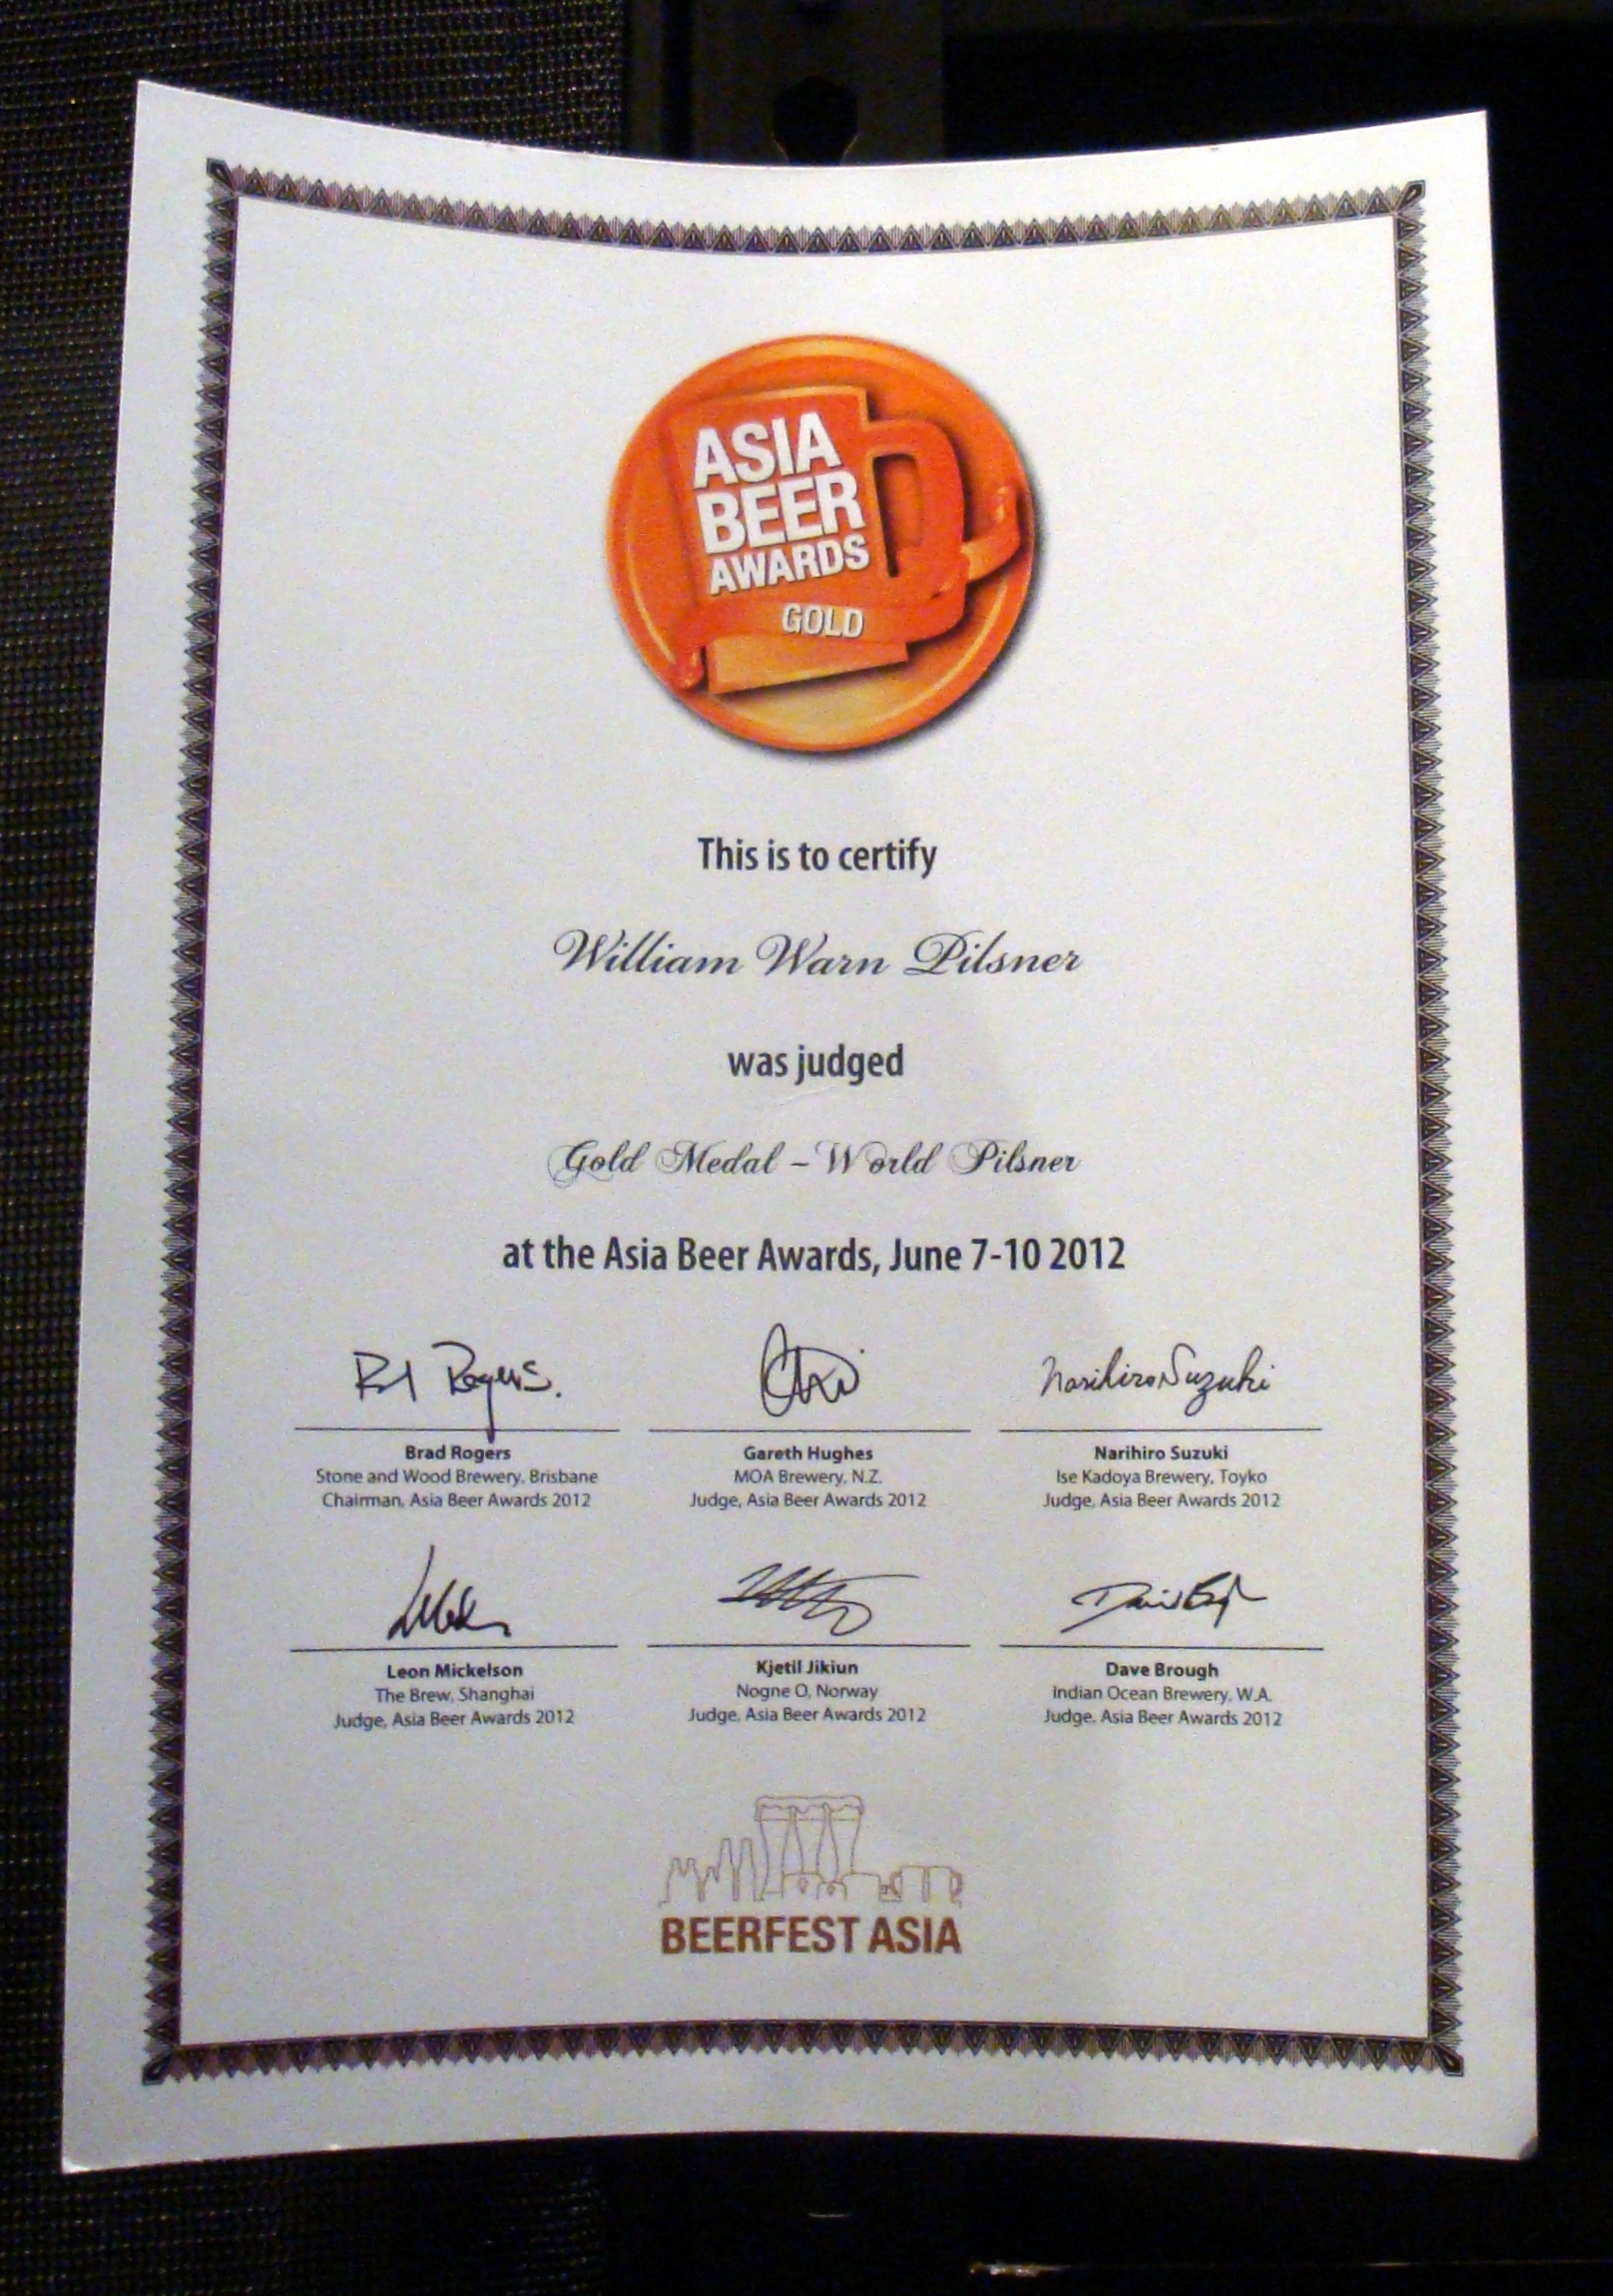 ASIA
BEER
AWARDS
GOLD
This is to certify
William Warn Pilsner
was judged
Gold Medal – World Pilsner
at the Asia Beer Awards, June 7-10 2012
Brad Rogers
Stone and Wood Brewery, Brisbane
Chairman, Asia Beer Awards 2012
Gareth Hughes
MOA Brewery, N.Z.
Judge, Asia Beer Awards 2012
Narihiro Suzuki
Narihiro Suzuki
Ise Kadoya Brewery, Toyko
Judge, Asia Beer Awards 2012
Leon Mickelson
The Brew, Shanghai
Judge, Asia Beer Awards 2012
Kjetil Jikiun
Nogne O, Norway
Judge, Asia Beer Awards 2012
Dave Brough
Indian Ocean Brewery, W.A.
Judge, Asia Beer Awards 2012
BEERFEST ASIA